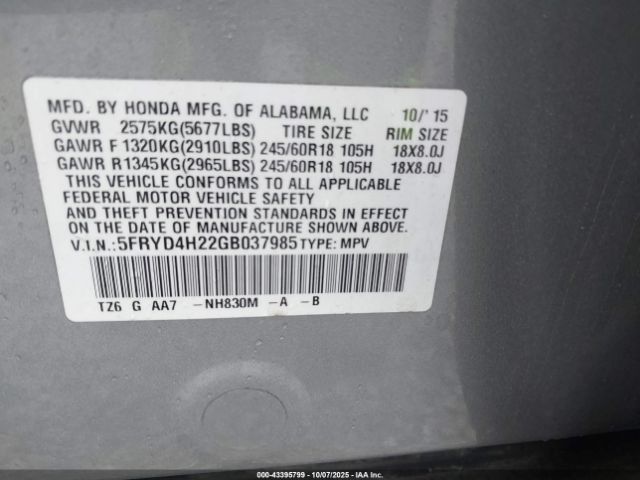 MFD. BY HONDA MFG. OF ALABAMA, LLC 10/'15
GVWR 2575KG(5677LBS) TIRE SIZE RIM SIZE
GAWR F 1320KG(2910LBS) 245/60R18 105H 18X8.0J
GAWR R 1345KG(2965LBS) 245/60R18 105H 18X8.0J
THIS VEHICLE CONFORMS TO ALL APPLICABLE
FEDERAL MOTOR VEHICLE SAFETY
AND THEFT PREVENTION STANDARDS IN EFFECT
ON THE DATE OF MANUFACTURE SHOWN ABOVE.
V.I.N.:5FRYD4H22GB037985 TYPE: MPV
TZ6 G AA7 -NH830M -A -B
000-43395799 | 10/07/2025 | IAAI.COM